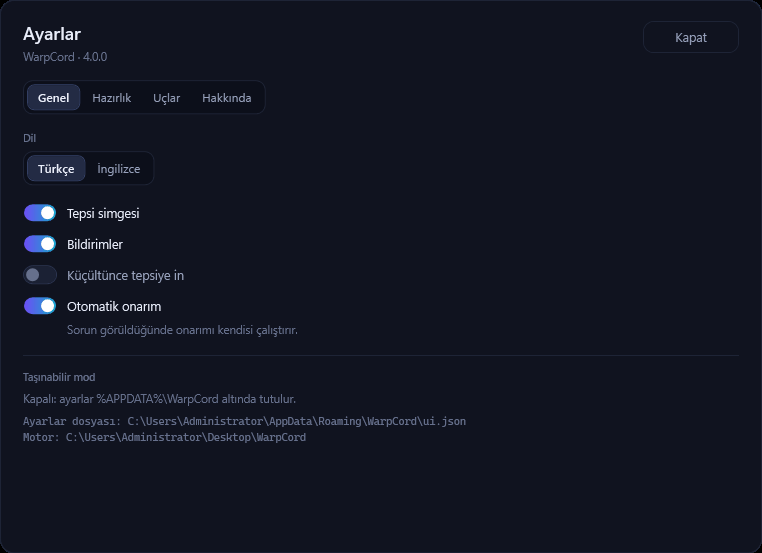 Ayarlar
Kapat
WarpCord · 4.0.0
Genel Hazırlık Uçlar Hakkında
Dil
Türkçe İngilizce
Tepsi simgesi
Bildirimler
Küçültünce tepsiye in
Otomatik onarım
Sorun görüldüğünde onarımı kendisi çalıştırır.
Taşınabilir mod
Kapalı: ayarlar %APPDATA%\WarpCord altında tutulur.
Ayarlar dosyası: C:\Users\Administrator\AppData\Roaming\WarpCord\ui.json
Motor: C:\Users\Administrator\Desktop\WarpCord